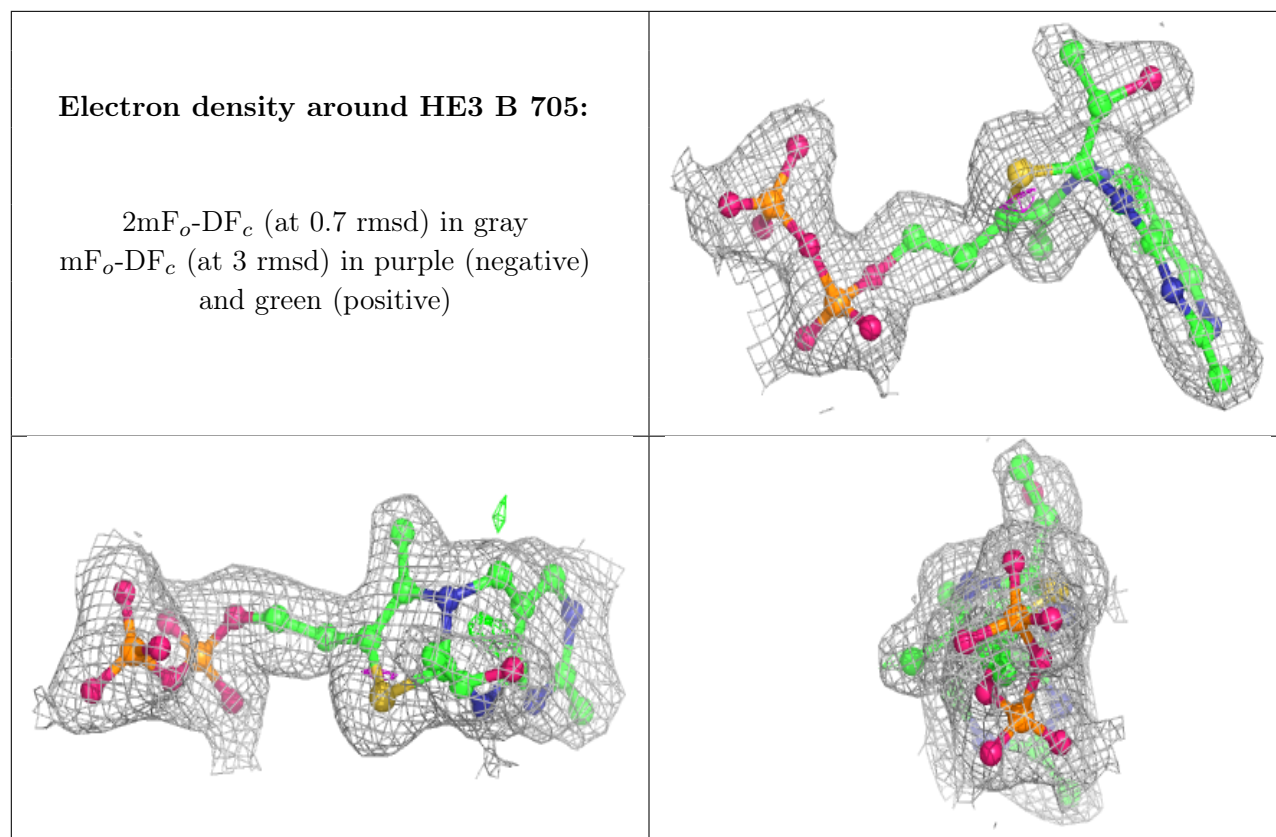 Electron density around HE3 B 705:
2mFₒ-DF𝒸 (at 0.7 rmsd) in gray
mFₒ-DF𝒸 (at 3 rmsd) in purple (negative)
and green (positive)